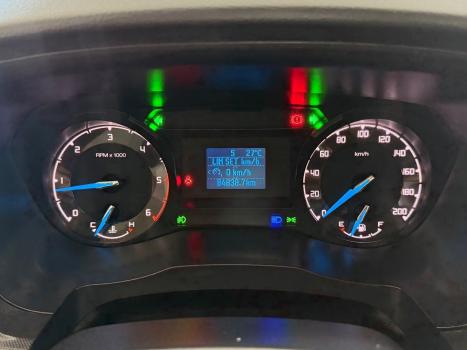 0 1 2 3 4 5 6
RPM x 1000
C H
S 27°C
LIM SET km/h
0 km/h
84838.7km
0 20 40 60 80 100 120 140 160 180 200
km/h
E F